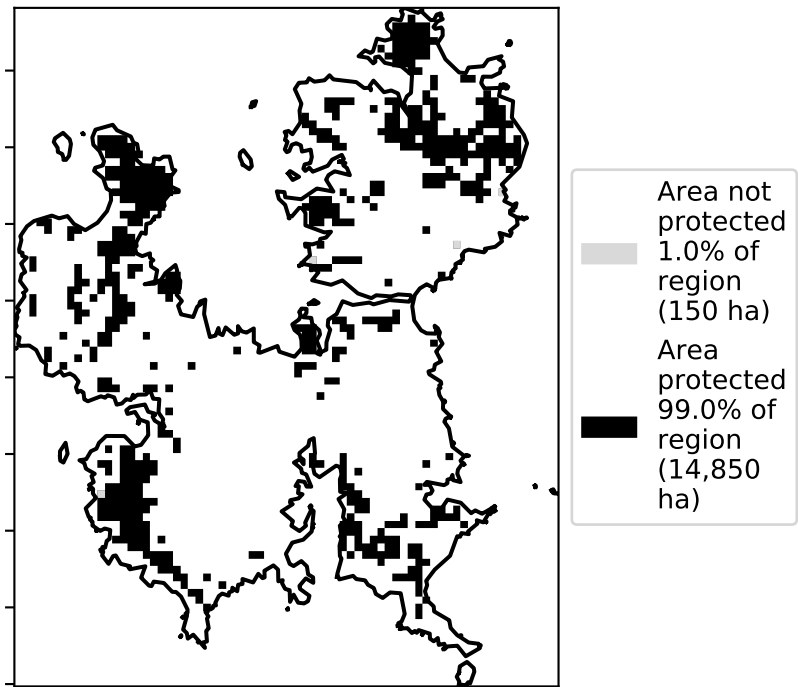 Area not
protected
1.0% of
region
(150 ha)
Area
protected
99.0% of
region
(14,850
ha)